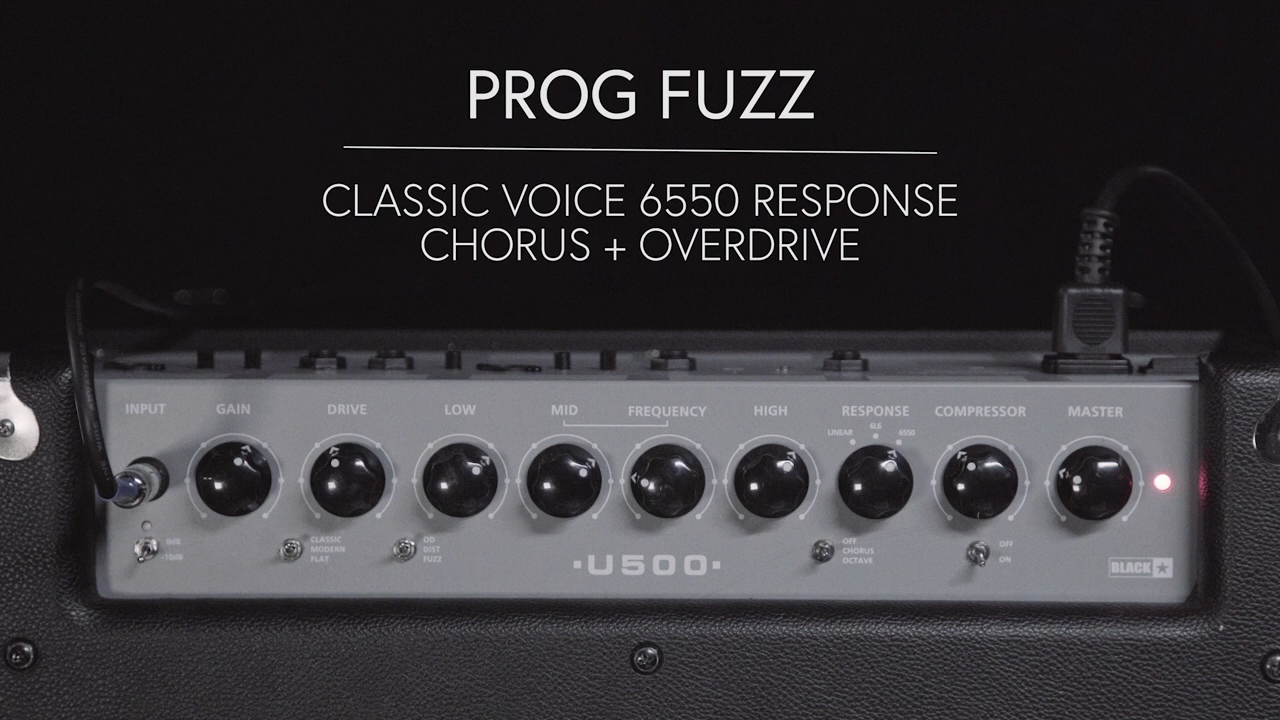 PROG FUZZ
CLASSIC VOICE 6550 RESPONSE
CHORUS + OVERDRIVE
INPUT GAIN DRIVE LOW MID FREQUENCY HIGH RESPONSE COMPRESSOR MASTER
LINEAR 6L6 6550
0dB
-10dB
CLASSIC
MODERN
FLAT
OD
DIST
FUZZ
·U500·
OFF
CHORUS
OCTAVE
OFF
ON
BLACK★